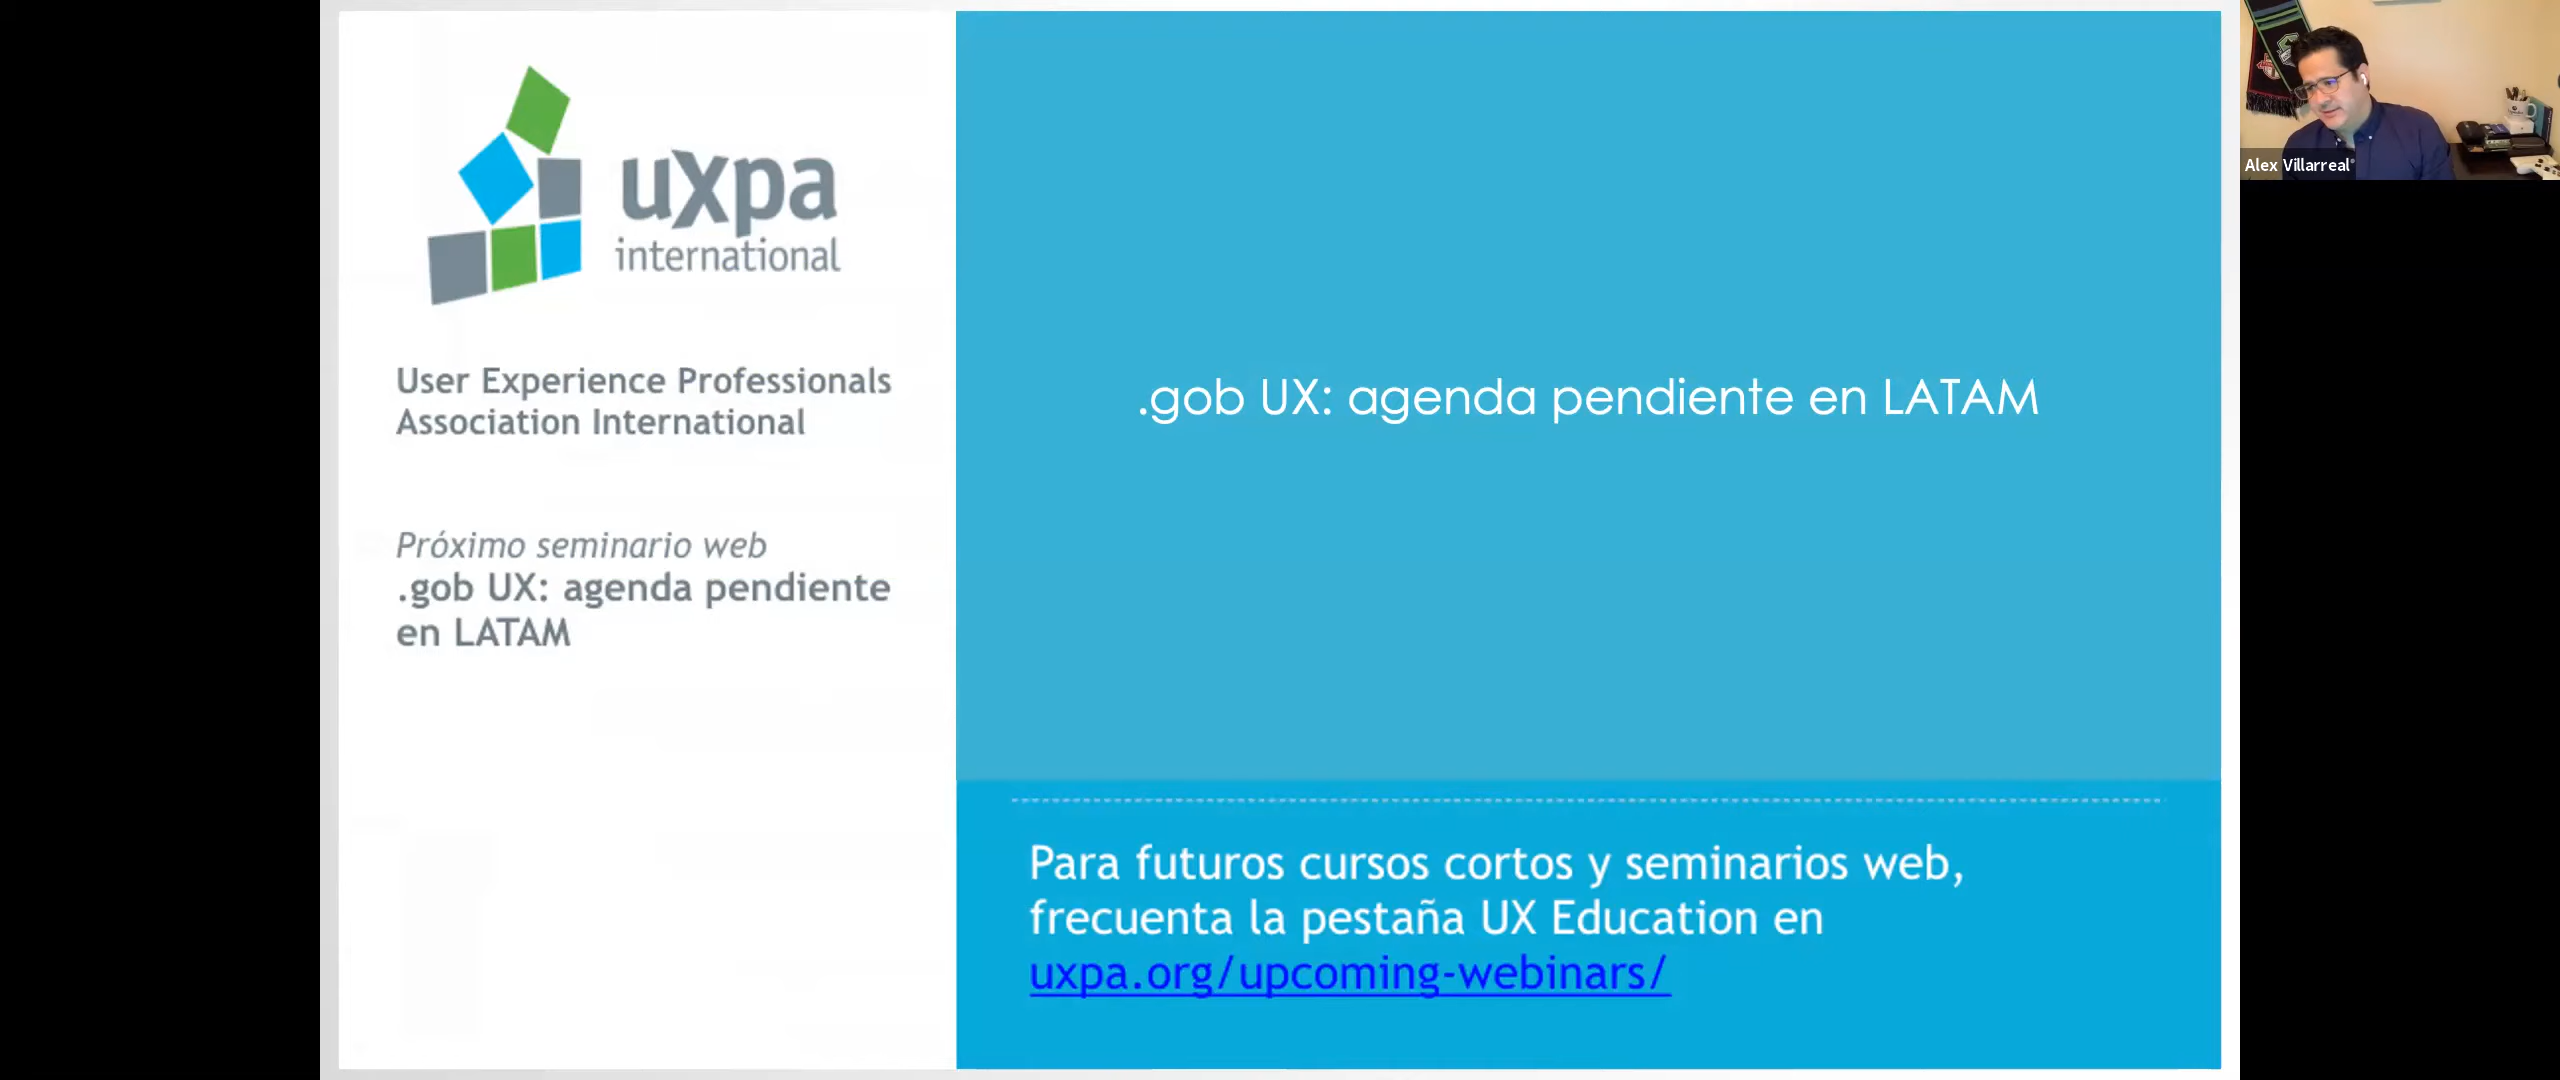 uxpa
international
User Experience Professionals
Association International
Próximo seminario web
.gob UX: agenda pendiente
en LATAM
.gob UX: agenda pendiente en LATAM
Para futuros cursos cortos y seminarios web,
frecuenta la pestaña UX Education en
uxpa.org/upcoming-webinars/
Alex Villarreal